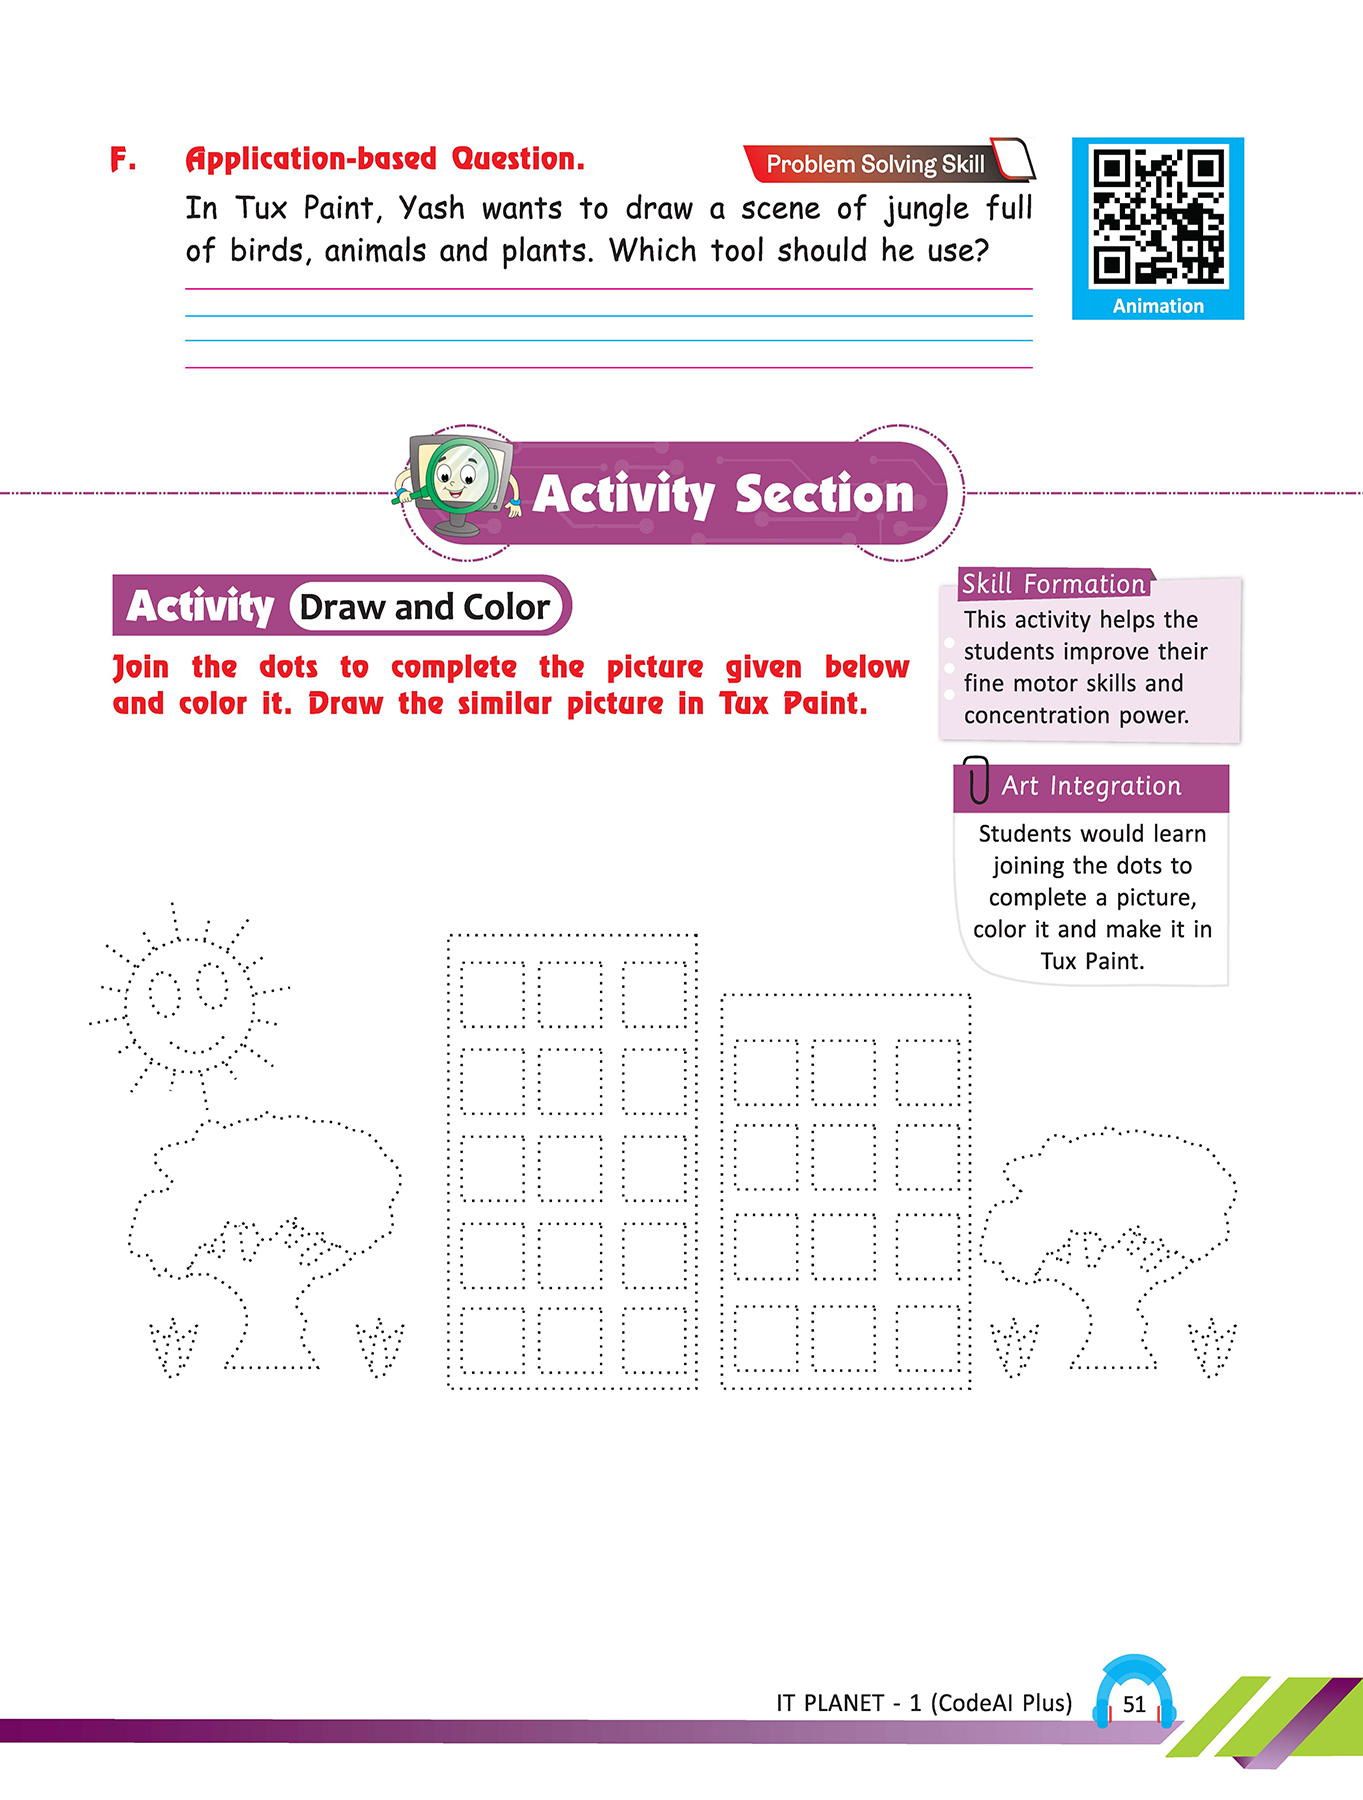 F. Application-based Question.
Problem Solving Skill
In Tux Paint, Yash wants to draw a scene of jungle full
of birds, animals and plants. Which tool should he use?
Animation
Activity Section
Activity Draw and Color
Join the dots to complete the picture given below
and color it. Draw the similar picture in Tux Paint.
Skill Formation
This activity helps the
students improve their
fine motor skills and
concentration power.
Art Integration
Students would learn
joining the dots to
complete a picture,
color it and make it in
Tux Paint.
IT PLANET - 1 (CodeAI Plus)
51